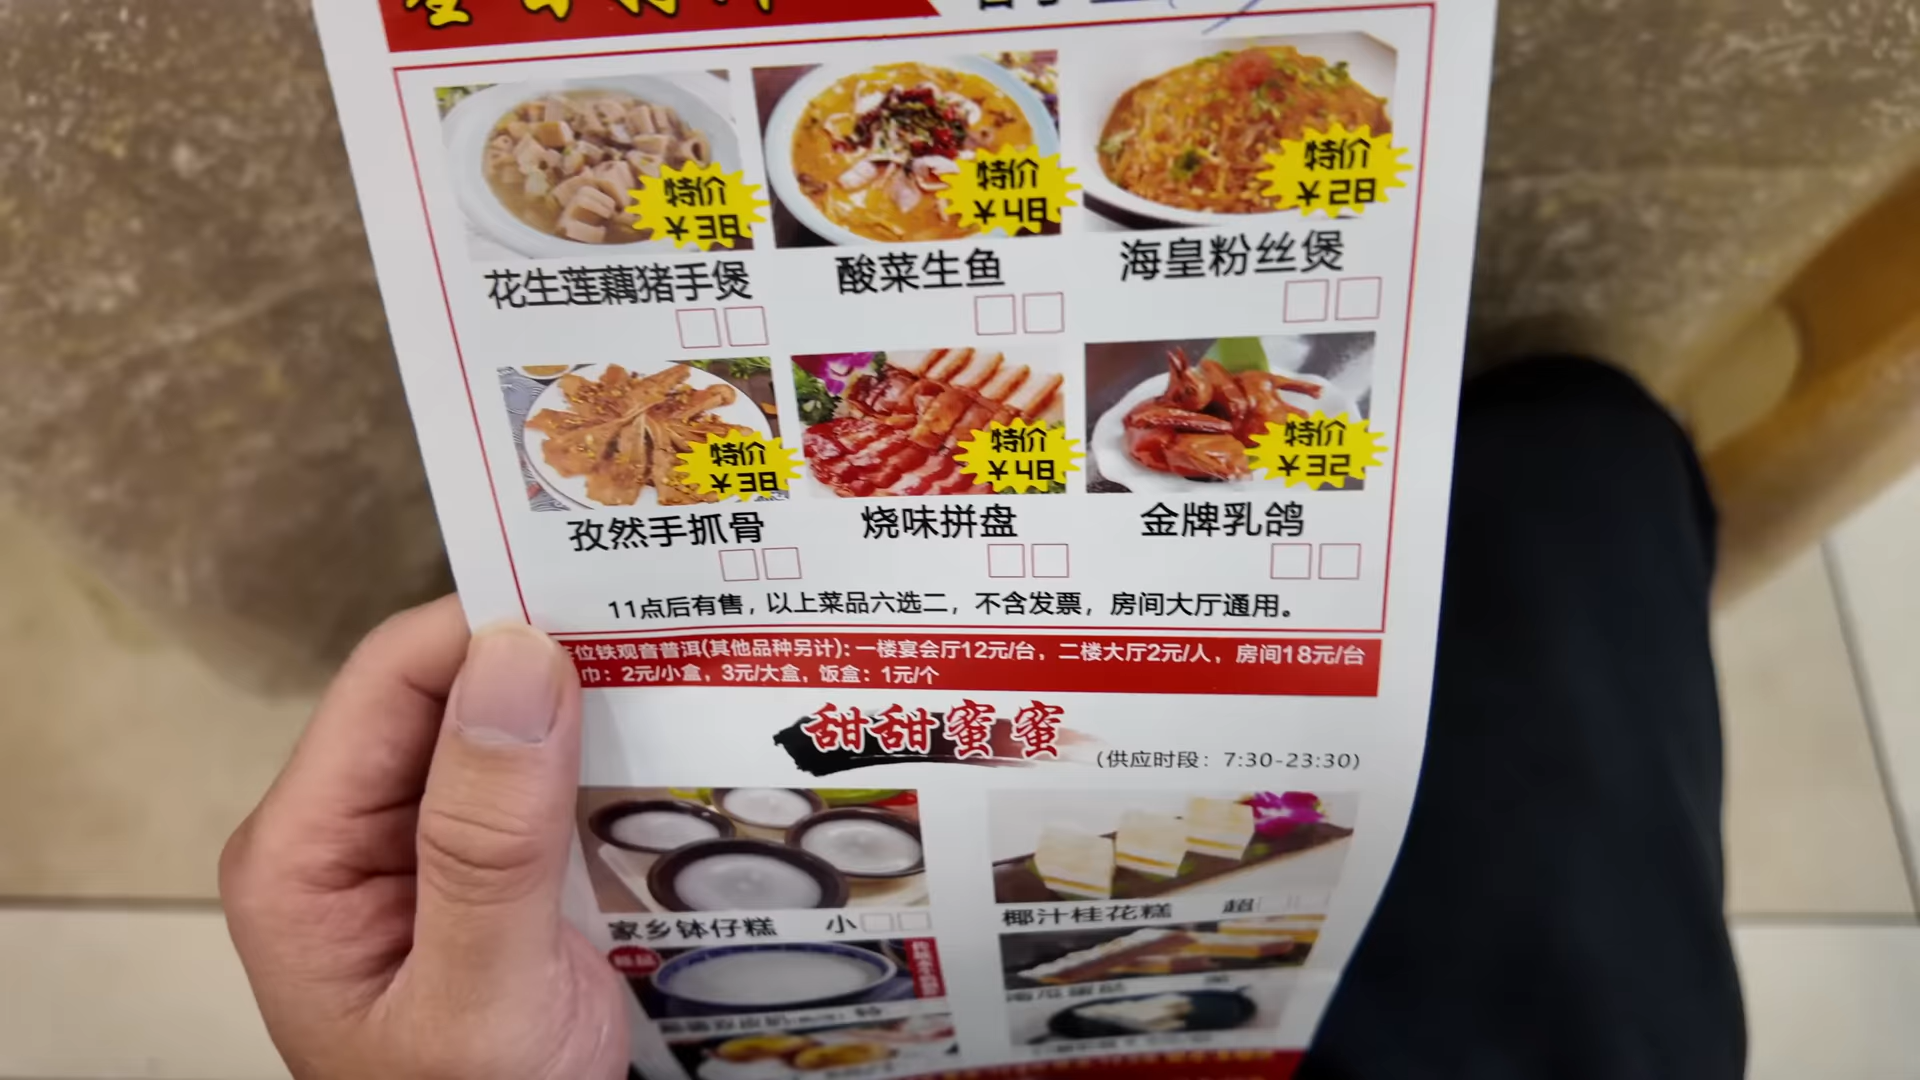 特价
¥38
特价
¥48
特价
¥28
花生莲藕猪手煲
酸菜生鱼
海皇粉丝煲
特价
¥38
特价
¥48
特价
¥32
孜然手抓骨
烧味拼盘
金牌乳鸽
11点后有售，以上菜品六选二，不含发票，房间大厅通用。
位铁观音普洱(其他品种另计)：一楼宴会厅12元/台，二楼大厅2元/人，房间18元/台
巾：2元/小盒，3元/大盒，饭盒：1元/个
甜甜蜜蜜
(供应时段：7:30-23:30)
家乡钵仔糕 小
椰汁桂花糕 超